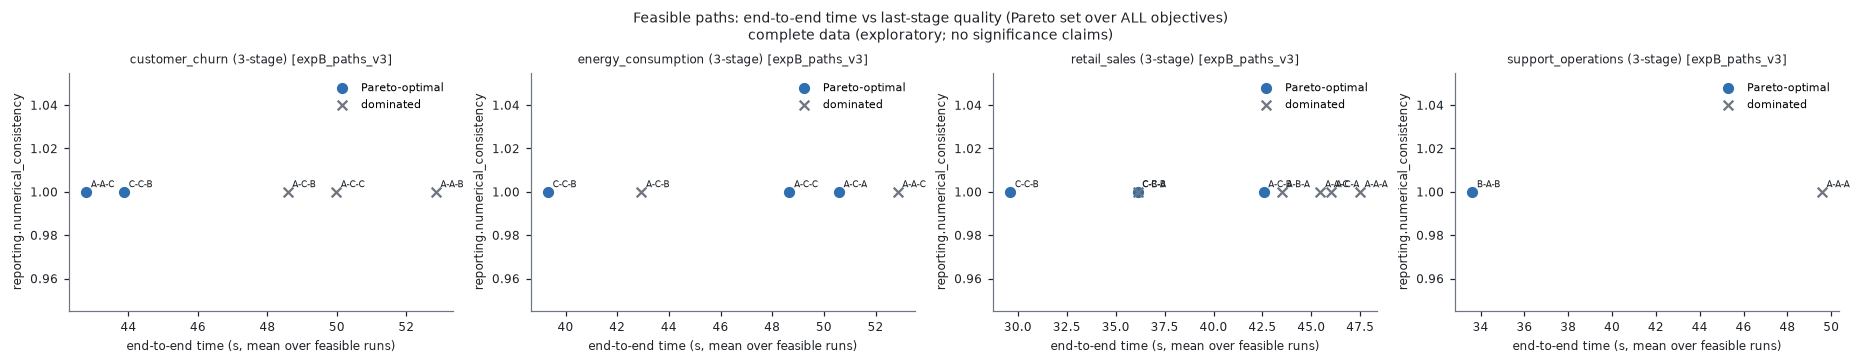 Feasible paths: end-to-end time vs last-stage quality (Pareto set over ALL objectives)
complete data (exploratory; no significance claims)
customer_churn (3-stage) [expB_paths_v3]
reporting.numerical_consistency
1.04
1.02
1.00
0.98
0.96
Pareto-optimal
dominated
A-A-C
C-C-B
A-C-B
A-C-C
A-A-B
44
46
48
50
52
end-to-end time (s, mean over feasible runs)
energy_consumption (3-stage) [expB_paths_v3]
reporting.numerical_consistency
1.04
1.02
1.00
0.98
0.96
Pareto-optimal
dominated
C-C-B
A-C-B
A-C-C
A-C-A
A-A-C
40
42
44
46
48
50
52
end-to-end time (s, mean over feasible runs)
retail_sales (3-stage) [expB_paths_v3]
reporting.numerical_consistency
1.04
1.02
1.00
0.98
0.96
Pareto-optimal
dominated
C-C-B
A-A-A
30.0
32.5
35.0
37.5
40.0
42.5
45.0
47.5
end-to-end time (s, mean over feasible runs)
support_operations (3-stage) [expB_paths_v3]
reporting.numerical_consistency
1.04
1.02
1.00
0.98
0.96
Pareto-optimal
dominated
B-A-B
A-A-A
34
36
38
40
42
44
46
48
50
end-to-end time (s, mean over feasible runs)